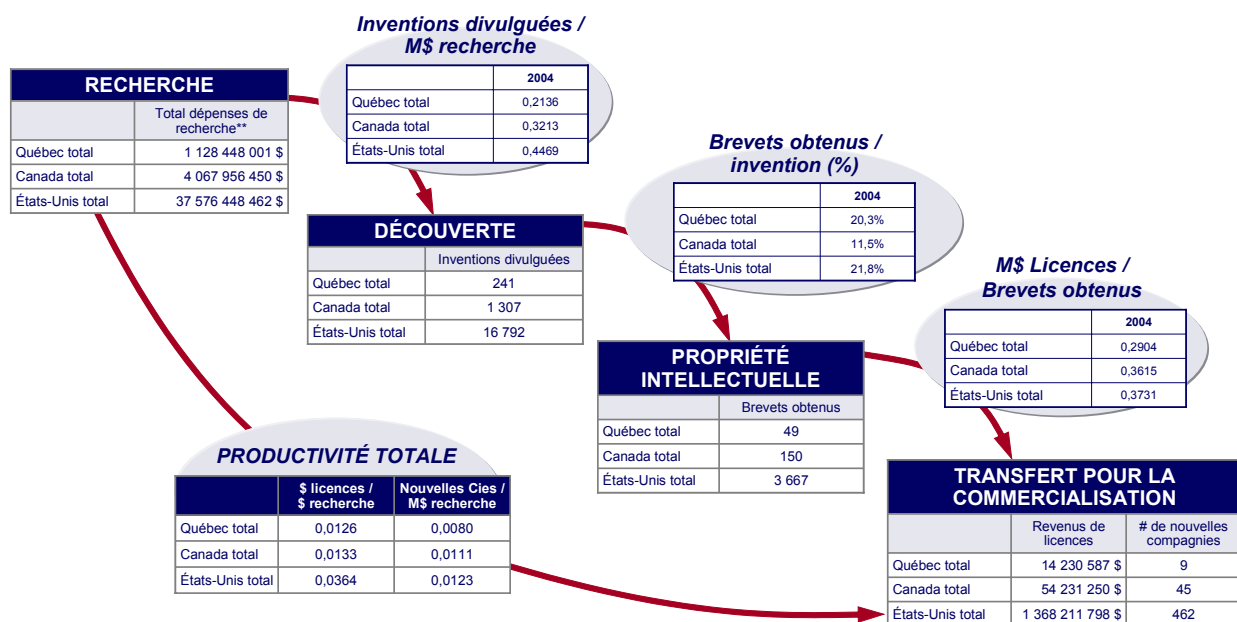 Inventions divulguées /
M$ recherche
2004
Québec total 0,2136
Canada total 0,3213
États-Unis total 0,4469
RECHERCHE
Total dépenses de
recherche**
Québec total 1 128 448 001 $
Canada total 4 067 956 450 $
États-Unis total 37 576 448 462 $
Brevets obtenus /
invention (%)
2004
Québec total 20,3%
Canada total 11,5%
États-Unis total 21,8%
DÉCOUVERTE
Inventions divulguées
Québec total 241
Canada total 1 307
États-Unis total 16 792
M$ Licences /
Brevets obtenus
2004
Québec total 0,2904
Canada total 0,3615
États-Unis total 0,3731
PROPRIÉTÉ
INTELLECTUELLE
Brevets obtenus
Québec total 49
Canada total 150
États-Unis total 3 667
PRODUCTIVITÉ TOTALE
$ licences / Nouvelles Cies /
$ recherche M$ recherche
Québec total 0,0126 0,0080
Canada total 0,0133 0,0111
États-Unis total 0,0364 0,0123
TRANSFERT POUR LA
COMMERCIALISATION
Revenus de # de nouvelles
licences compagnies
Québec total 14 230 587 $ 9
Canada total 54 231 250 $ 45
États-Unis total 1 368 211 798 $ 462